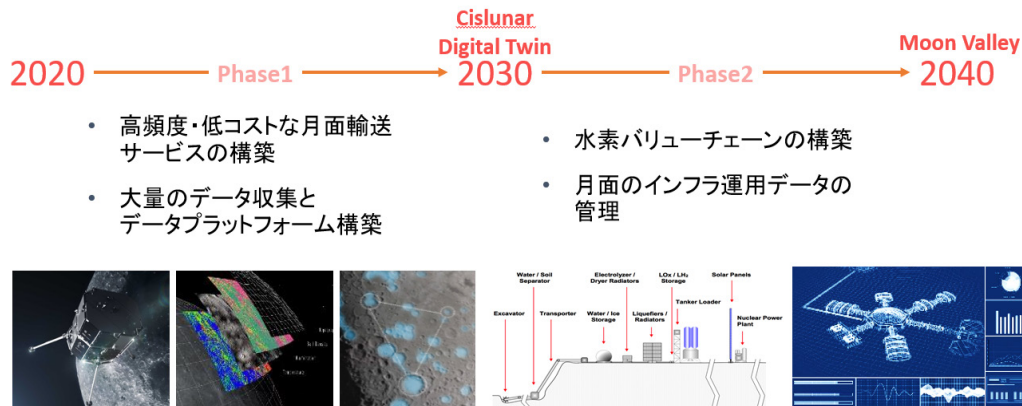 Cislunar
Digital Twin
Moon Valley
2020
Phase1
2030
Phase2
2040
• 高頻度・低コストな月面輸送
サービスの構築
• 大量のデータ収集と
データプラットフォーム構築
• 水素バリューチェーンの構築
• 月面のインフラ運用データの
管理
Water / Soil
Separator
Electrolyzer /
Dryer Radiators
LOx / LH₂
Storage
Solar Panels
Tanker Loader
Excavator
Transporter
Water / Ice
Storage
Liquefiers /
Radiators
Nuclear Power
Plant